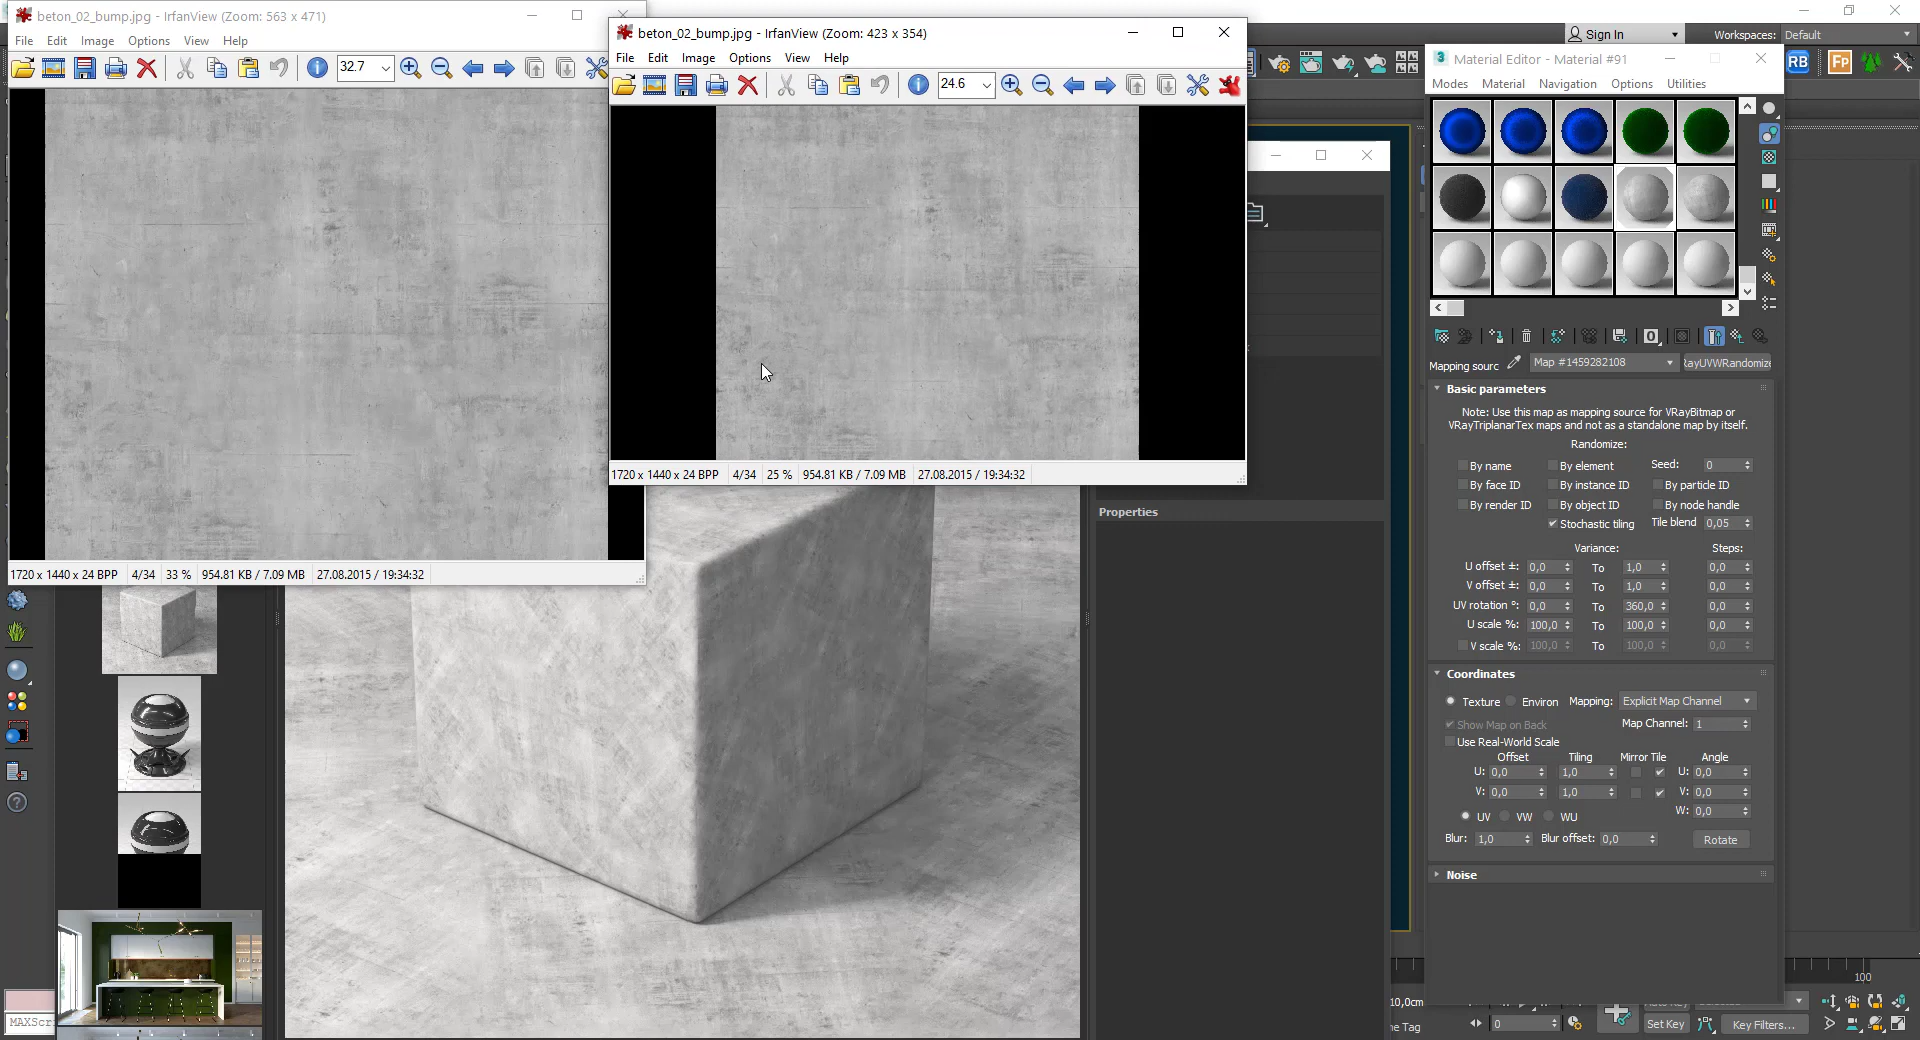 beton_02_bump.jpg - IrfanView (Zoom: 563 x 471)
File Edit Image Options View Help
32.7
1720 x 1440 x 24 BPP 4/34 33 % 954.81 KB / 7.09 MB 27.08.2015 / 19:34:32
beton_02_bump.jpg - IrfanView (Zoom: 423 x 354)
File Edit Image Options View Help
24.6
1720 x 1440 x 24 BPP 4/34 25 % 954.81 KB / 7.09 MB 27.08.2015 / 19:34:32
Properties
Sign In Workspaces: Default
RB FP
3 Material Editor - Material #91
Modes Material Navigation Options Utilities
Mapping sourc Map #1459282108 RayUVWRandomize
Basic parameters
Note: Use this map as mapping source for VRayBitmap or
VRayTriplanarTex maps and not as a standalone map by itself.
Randomize:
By name By element Seed: 0
By face ID By instance ID By particle ID
By render ID By object ID By node handle
Stochastic tiling Tile blend 0,05
Variance: Steps:
U offset ±: 0,0 To 1,0 0,0
V offset ±: 0,0 To 1,0 0,0
UV rotation °: 0,0 To 360,0 0,0
U scale %: 100,0 To 100,0 0,0
V scale %: 100,0 To 100,0 0,0
Coordinates
Texture Environ Mapping: Explicit Map Channel
Show Map on Back Map Channel: 1
Use Real-World Scale
Offset Tiling Mirror Tile Angle
U: 0,0 1,0 U: 0,0
V: 0,0 1,0 V: 0,0
W: 0,0
UV VW WU
Blur: 1,0 Blur offset: 0,0 Rotate
Noise
100
10,0cm
0 Set Key Key Filters...
ne Tag
MAXScr